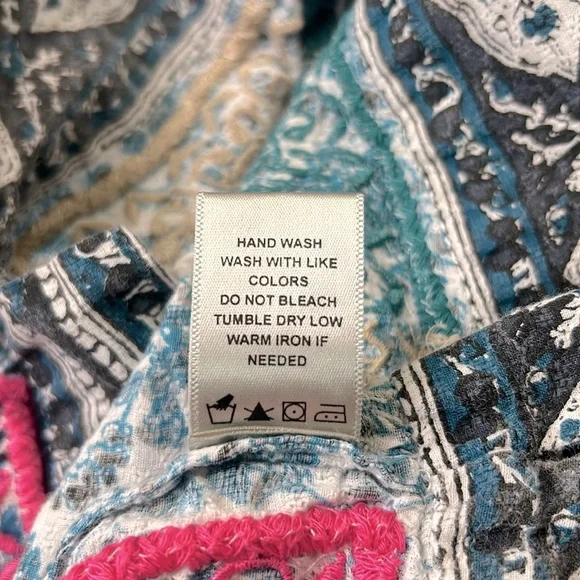 HAND WASH
WASH WITH LIKE
COLORS
DO NOT BLEACH
TUMBLE DRY LOW
WARM IRON IF
NEEDED